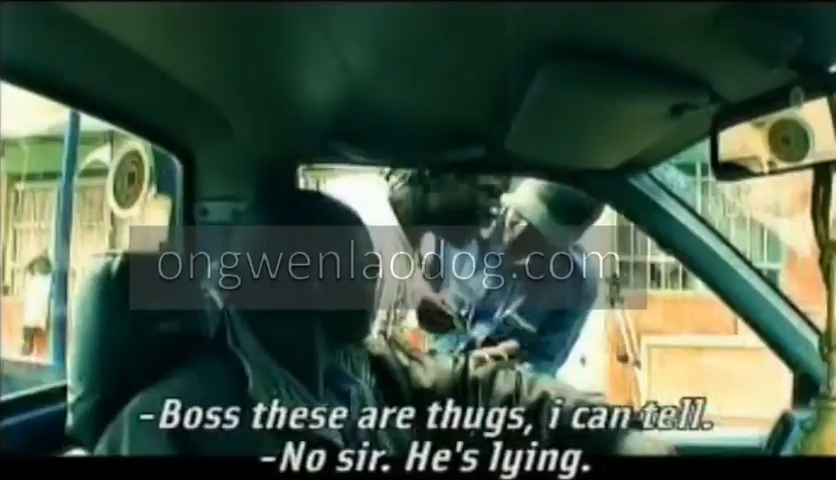 ongwenlaodog.com
-Boss these are thugs, i can tell.
-No sir. He's lying.